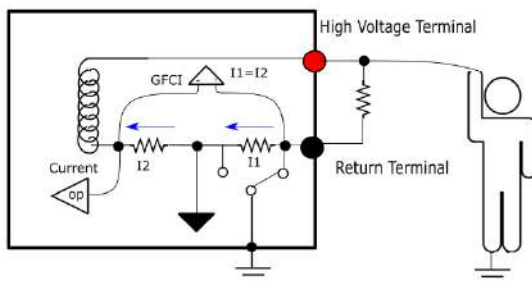 High Voltage Terminal
I1=I2
GFCI
I2
I1
Current
Return Terminal
op